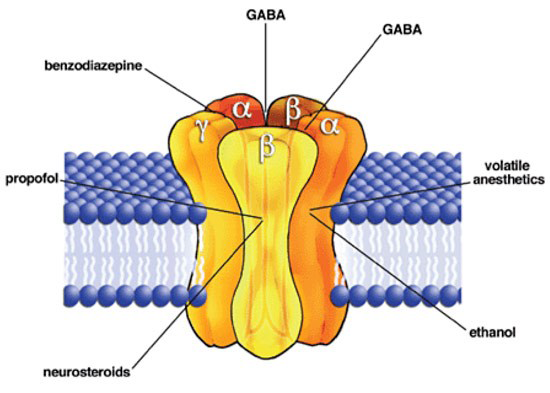 GABA
GABA
benzodiazepine
α
β
γ
α
β
propofol
volatile
anesthetics
ethanol
neurosteroids